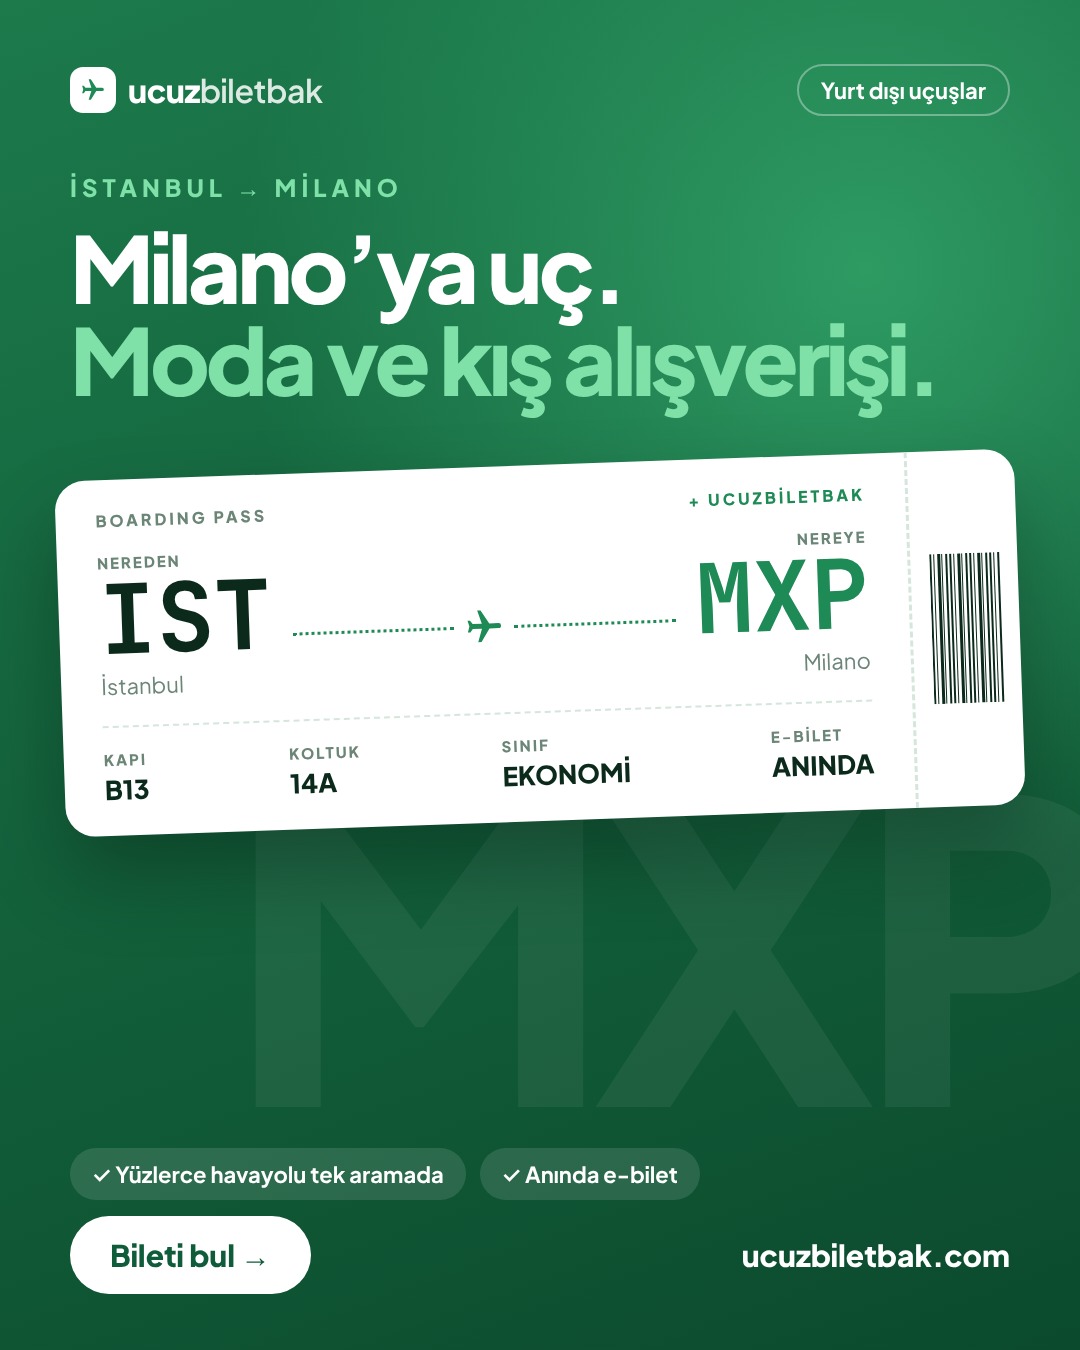 ucuzbiletbak
Yurt dışı uçuşlar
İSTANBUL → MİLANO
Milano’ya uç.
Moda ve kış alışverişi.
BOARDING PASS
+ UCUZBİLETBAK
NEREDEN
NEREYE
IST
MXP
İstanbul
Milano
KAPI
KOLTUK
SINIF
E-BİLET
B13
14A
EKONOMİ
ANINDA
MXP
✓ Yüzlerce havayolu tek aramada
✓ Anında e-bilet
Bileti bul →
ucuzbiletbak.com